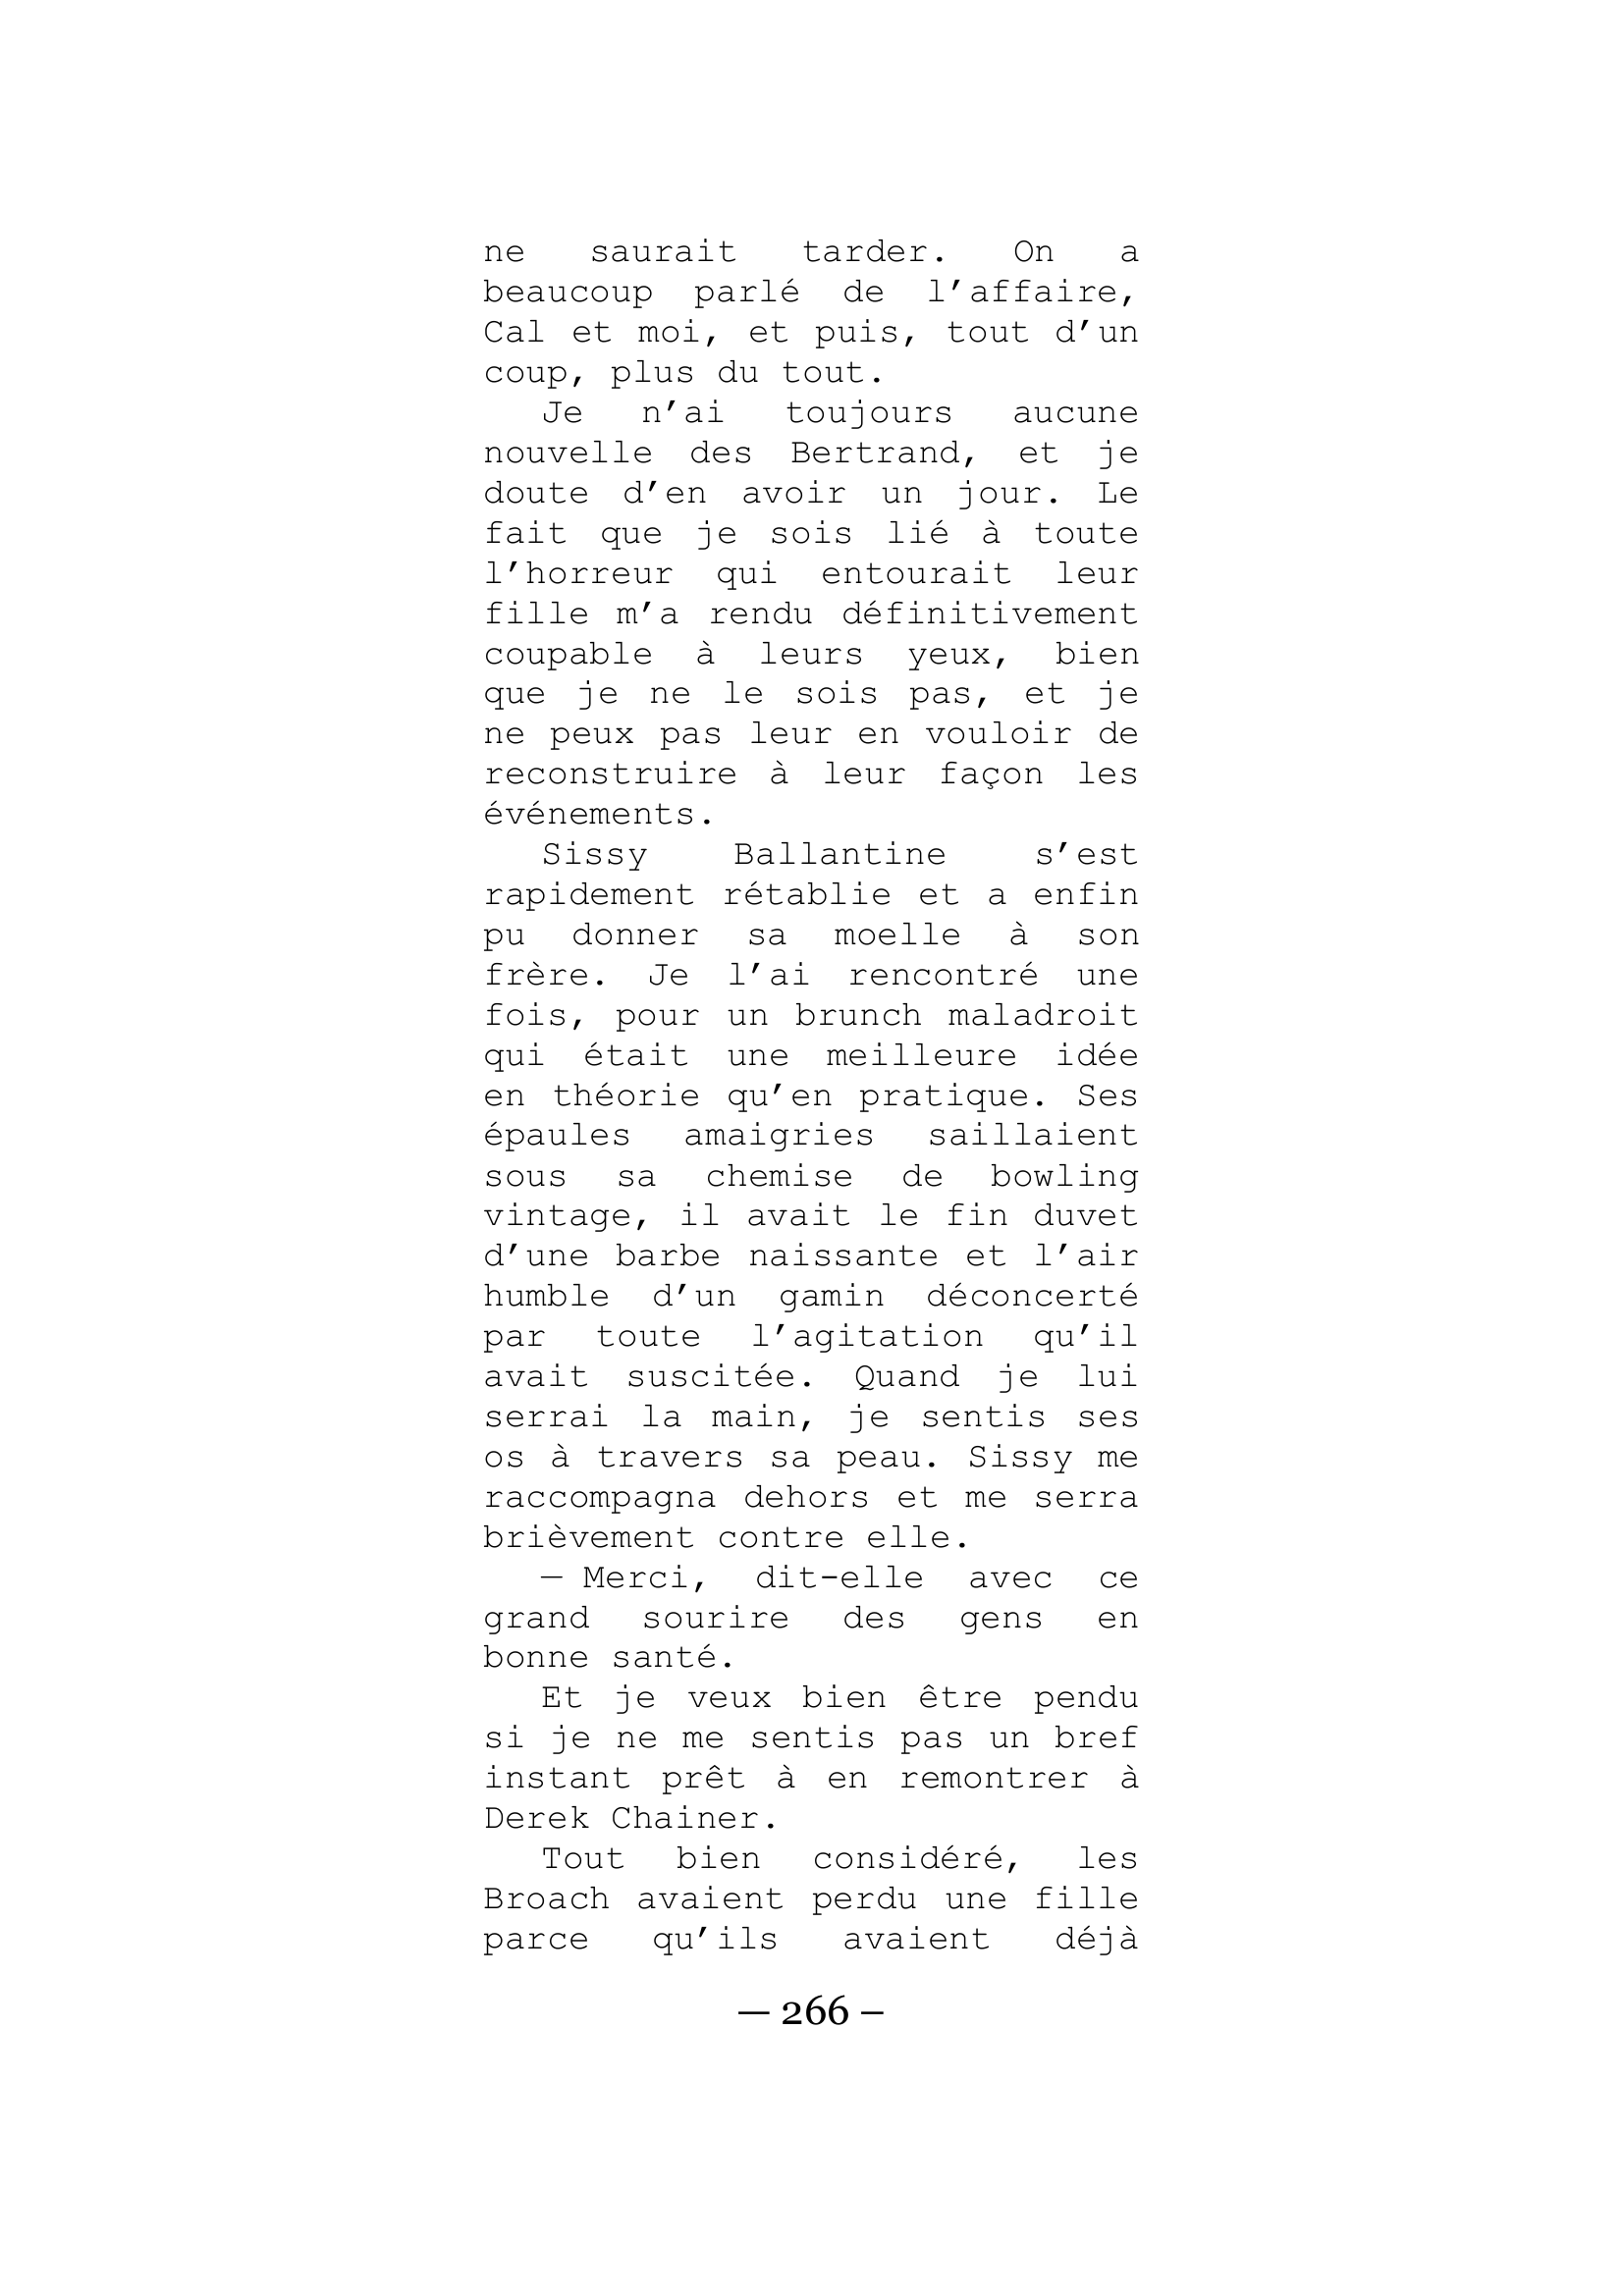 ne saurait tarder. On a
beaucoup parlé de l’affaire,
Cal et moi, et puis, tout d’un
coup, plus du tout.
Je n’ai toujours aucune
nouvelle des Bertrand, et je
doute d’en avoir un jour. Le
fait que je sois lié à toute
l’horreur qui entourait leur
fille m’a rendu définitivement
coupable à leurs yeux, bien
que je ne le sois pas, et je
ne peux pas leur en vouloir de
reconstruire à leur façon les
événements.
Sissy Ballantine s’est
rapidement rétablie et a enfin
pu donner sa moelle à son
frère. Je l’ai rencontré une
fois, pour un brunch maladroit
qui était une meilleure idée
en théorie qu’en pratique. Ses
épaules amaigries saillaient
sous sa chemise de bowling
vintage, il avait le fin duvet
d’une barbe naissante et l’air
humble d’un gamin déconcerté
par toute l’agitation qu’il
avait suscitée. Quand je lui
serrai la main, je sentis ses
os à travers sa peau. Sissy me
raccompagna dehors et me serra
brièvement contre elle.
— Merci, dit-elle avec ce
grand sourire des gens en
bonne santé.
Et je veux bien être pendu
si je ne me sentis pas un bref
instant prêt à en remontrer à
Derek Chainer.
Tout bien considéré, les
Broach avaient perdu une fille
parce qu’ils avaient déjà
— 266 –